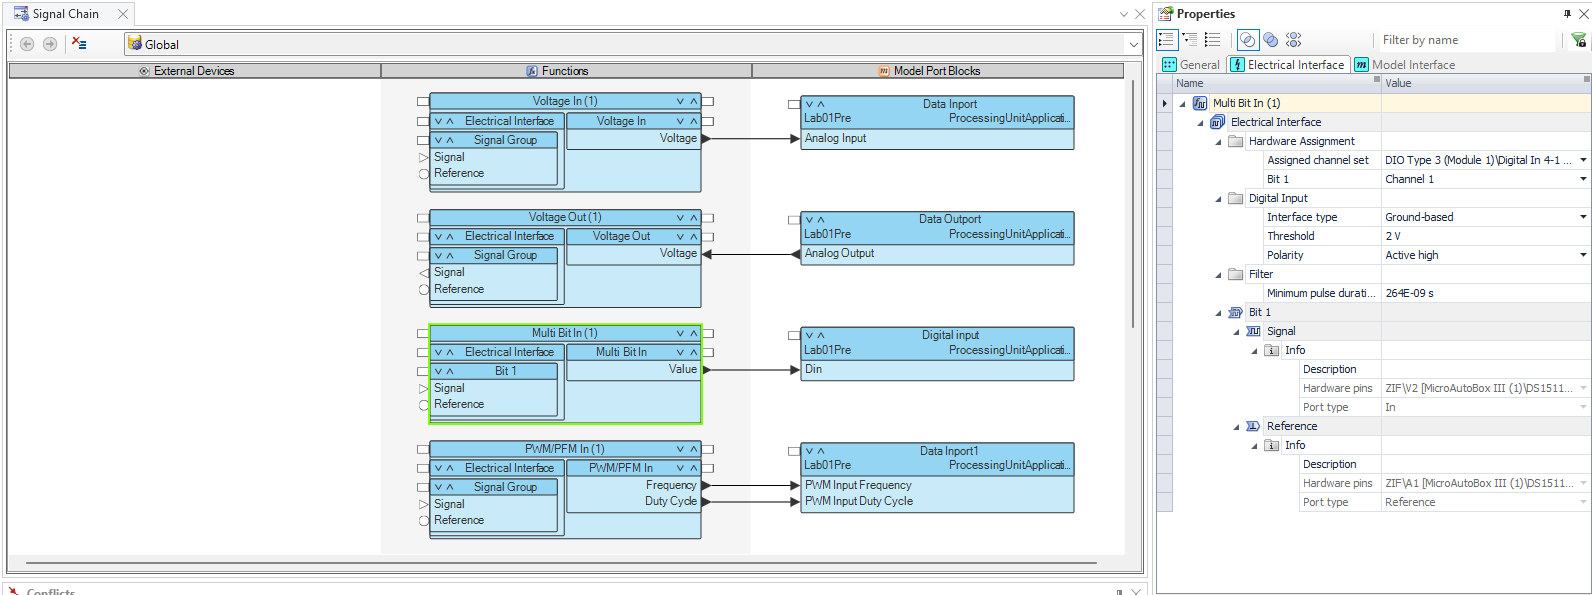 Signal Chain
Global
External Devices
Functions
Model Port Blocks
Voltage In (1)
Electrical Interface
Voltage In
Signal Group
Voltage
Signal
Reference
Data Inport
Lab01Pre
ProcessingUnitApplicati...
Analog Input
Voltage Out (1)
Electrical Interface
Voltage Out
Signal Group
Voltage
Signal
Reference
Data Outport
Lab01Pre
ProcessingUnitApplicati...
Analog Output
Multi Bit In (1)
Electrical Interface
Multi Bit In
Bit 1
Value
Signal
Reference
Digital input
Lab01Pre
ProcessingUnitApplicati...
Din
PWM/PFM In (1)
Electrical Interface
PWM/PFM In
Signal Group
Frequency
Signal
Duty Cycle
Reference
Data Inport1
Lab01Pre
ProcessingUnitApplicati...
PWM Input Frequency
PWM Input Duty Cycle
Conflicts
Properties
Filter by name
General
Electrical Interface
Model Interface
Name Value
Multi Bit In (1)
Electrical Interface
Hardware Assignment
Assigned channel set DIO Type 3 (Module 1)\Digital In 4-1 ...
Bit 1 Channel 1
Digital Input
Interface type Ground-based
Threshold 2 V
Polarity Active high
Filter
Minimum pulse durati... 264E-09 s
Bit 1
Signal
Info
Description
Hardware pins ZIF\V2 [MicroAutoBox III (1)\DS1511...
Port type In
Reference
Info
Description
Hardware pins ZIF\A1 [MicroAutoBox III (1)\DS1511...
Port type Reference